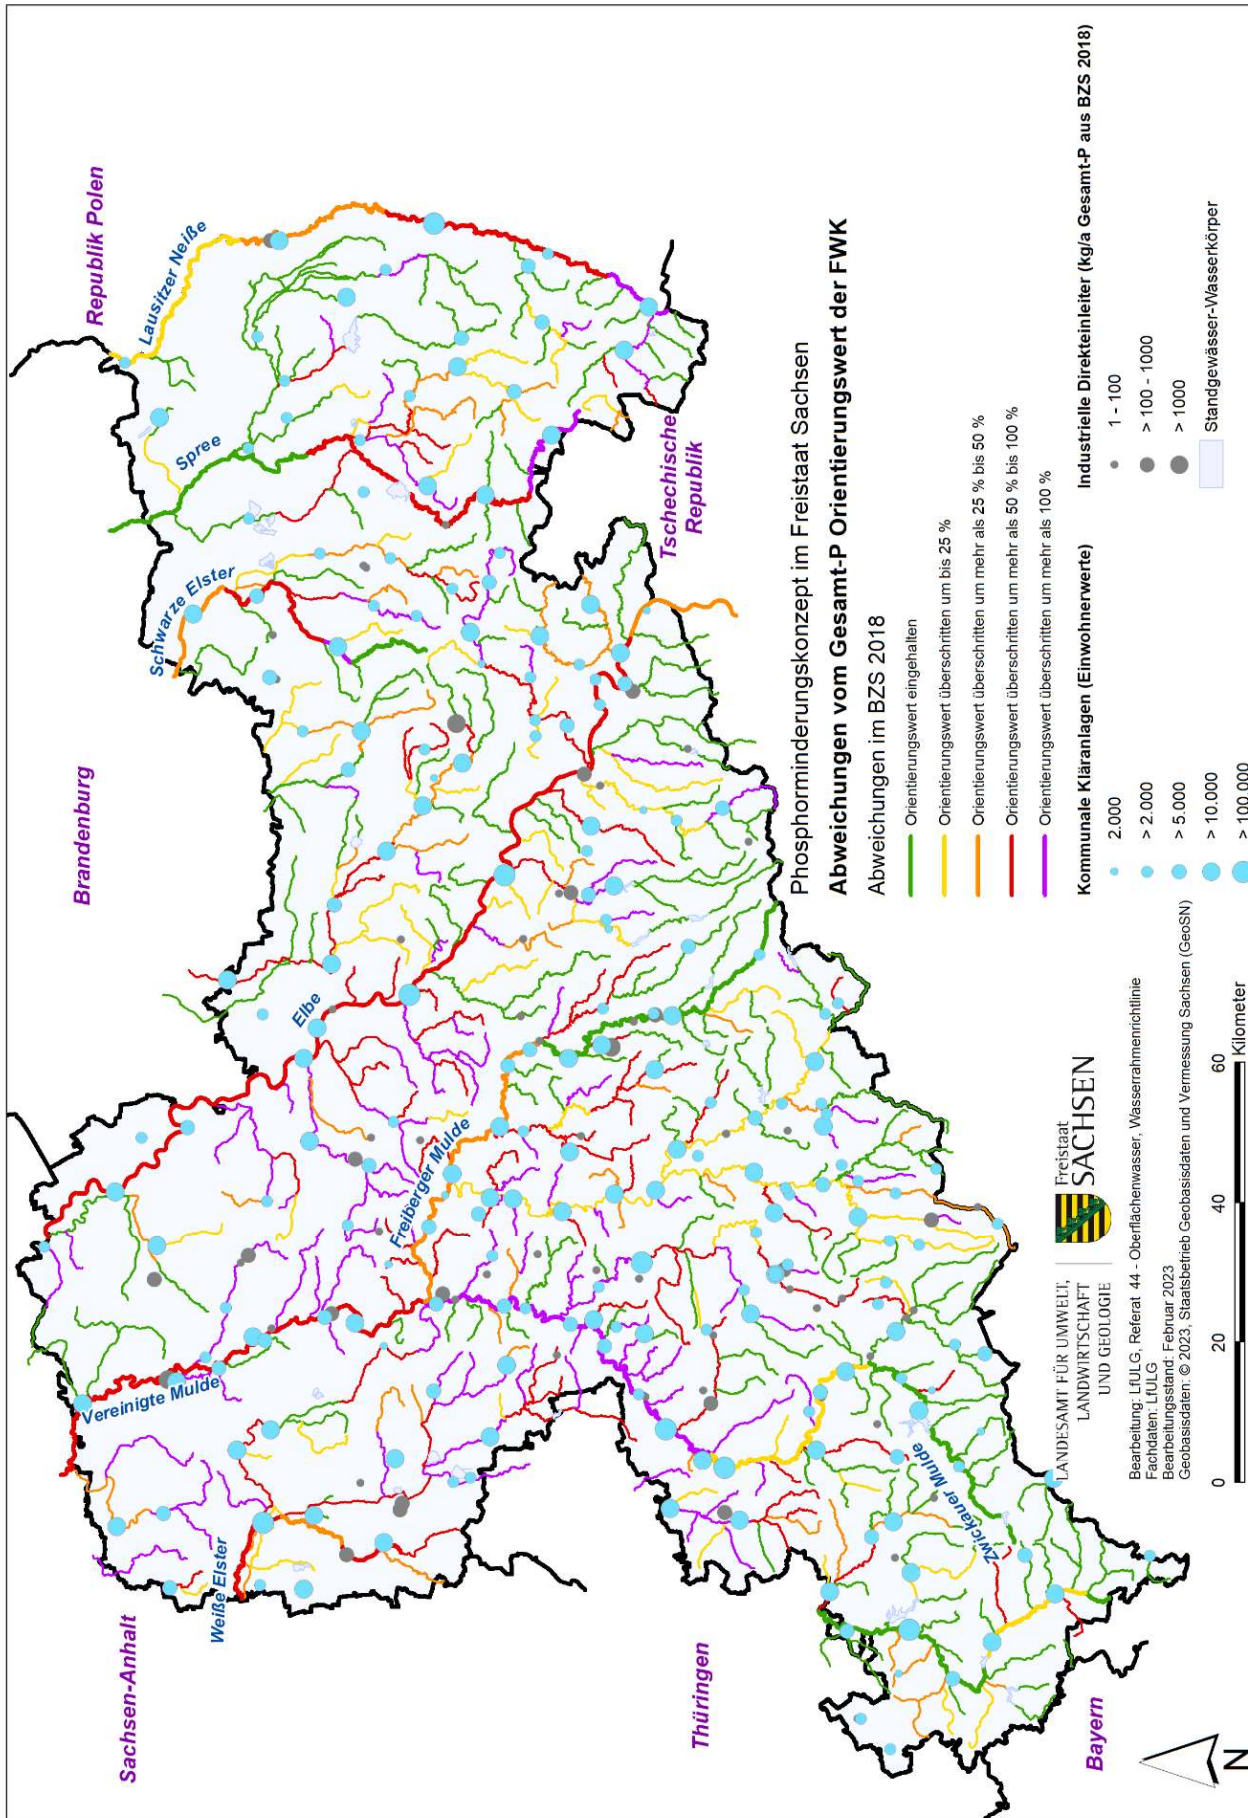 Republik Polen
Lausitzer Neiße
Spree
Schwarze Elster
Brandenburg
Elbe
Tschechische
Republik
Freiberger Mulde
Vereinigte Mulde
Weiße Elster
Sachsen-Anhalt
Zwickauer Mulde
Thüringen
Bayern
Phosphorminderungskonzept im Freistaat Sachsen
Abweichungen vom Gesamt-P Orientierungswert der FWK
Abweichungen im BZS 2018
Orientierungswert eingehalten
Orientierungswert überschritten um bis 25 %
Orientierungswert überschritten um mehr als 25 % bis 50 %
Orientierungswert überschritten um mehr als 50 % bis 100 %
Orientierungswert überschritten um mehr als 100 %
Kommunale Kläranlagen (Einwohnerwerte)
2.000
> 2.000
> 5.000
> 10.000
> 100.000
Industrielle Direkteinleiter (kg/a Gesamt-P aus BZS 2018)
1 - 100
> 100 - 1000
> 1000
Standgewässer-Wasserkörper
LANDESAMT FÜR UMWELT,
LANDWIRTSCHAFT
UND GEOLOGIE
Freistaat
SACHSEN
Bearbeitung: LfULG, Referat 44 - Oberflächenwasser, Wasserrahmenrichtlinie
Fachdaten: LfULG
Bearbeitungsstand: Februar 2023
Geobasisdaten: © 2023, Staatsbetrieb Geobasisdaten und Vermessung Sachsen (GeoSN)
0 20 40 60
Kilometer
N